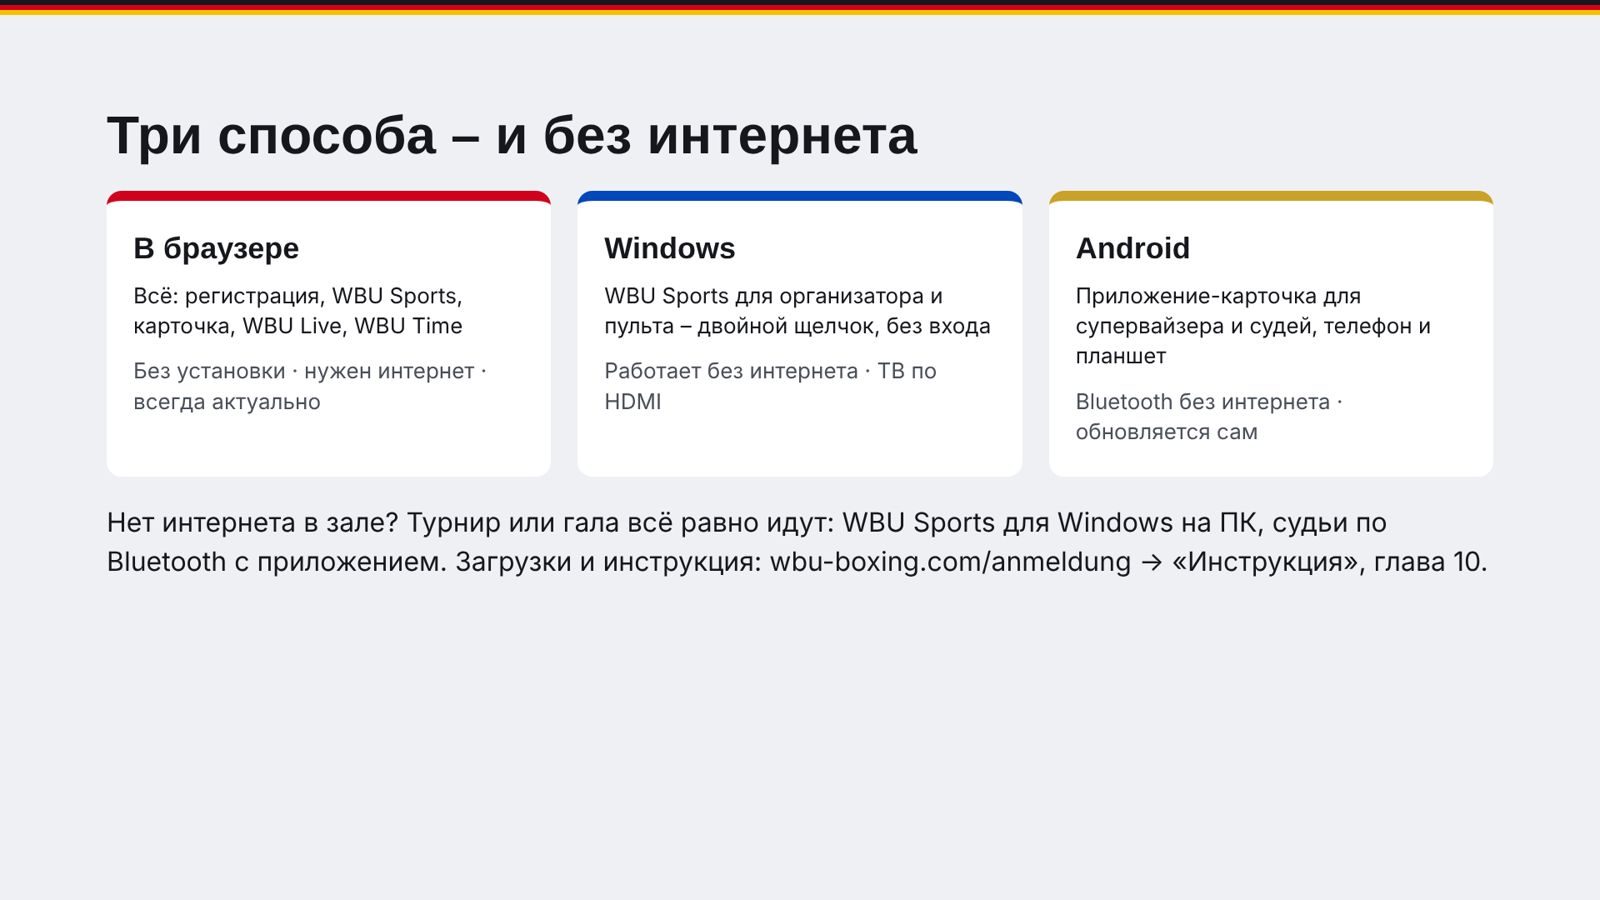 Три способа – и без интернета
В браузере
Всё: регистрация, WBU Sports,
карточка, WBU Live, WBU Time
Без установки · нужен интернет ·
всегда актуально
Windows
WBU Sports для организатора и
пульта – двойной щелчок, без входа
Работает без интернета · ТВ по
HDMI
Android
Приложение-карточка для
супервайзера и судей, телефон и
планшет
Bluetooth без интернета ·
обновляется сам
Нет интернета в зале? Турнир или гала всё равно идут: WBU Sports для Windows на ПК, судьи по
Bluetooth с приложением. Загрузки и инструкция: wbu-boxing.com/anmeldung → «Инструкция», глава 10.